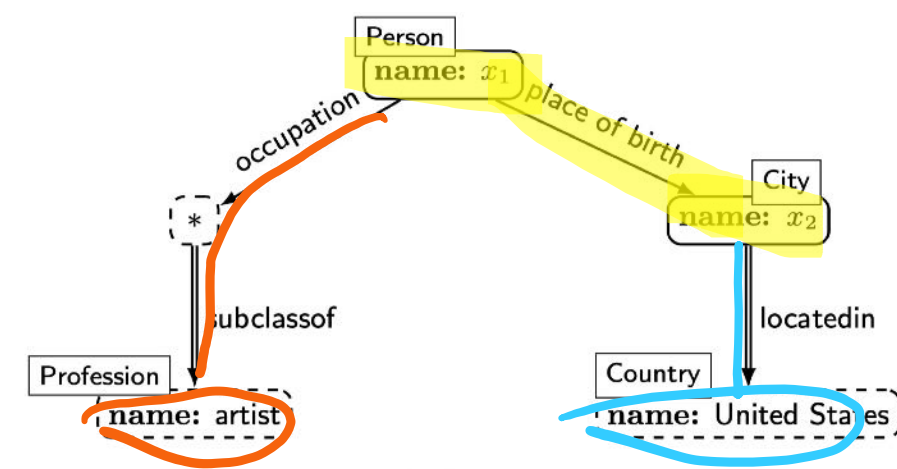 Person
name: x1
occupation
place of birth
City
name: x2
*
subclassof
locatedin
Profession
name: artist
Country
name: United States